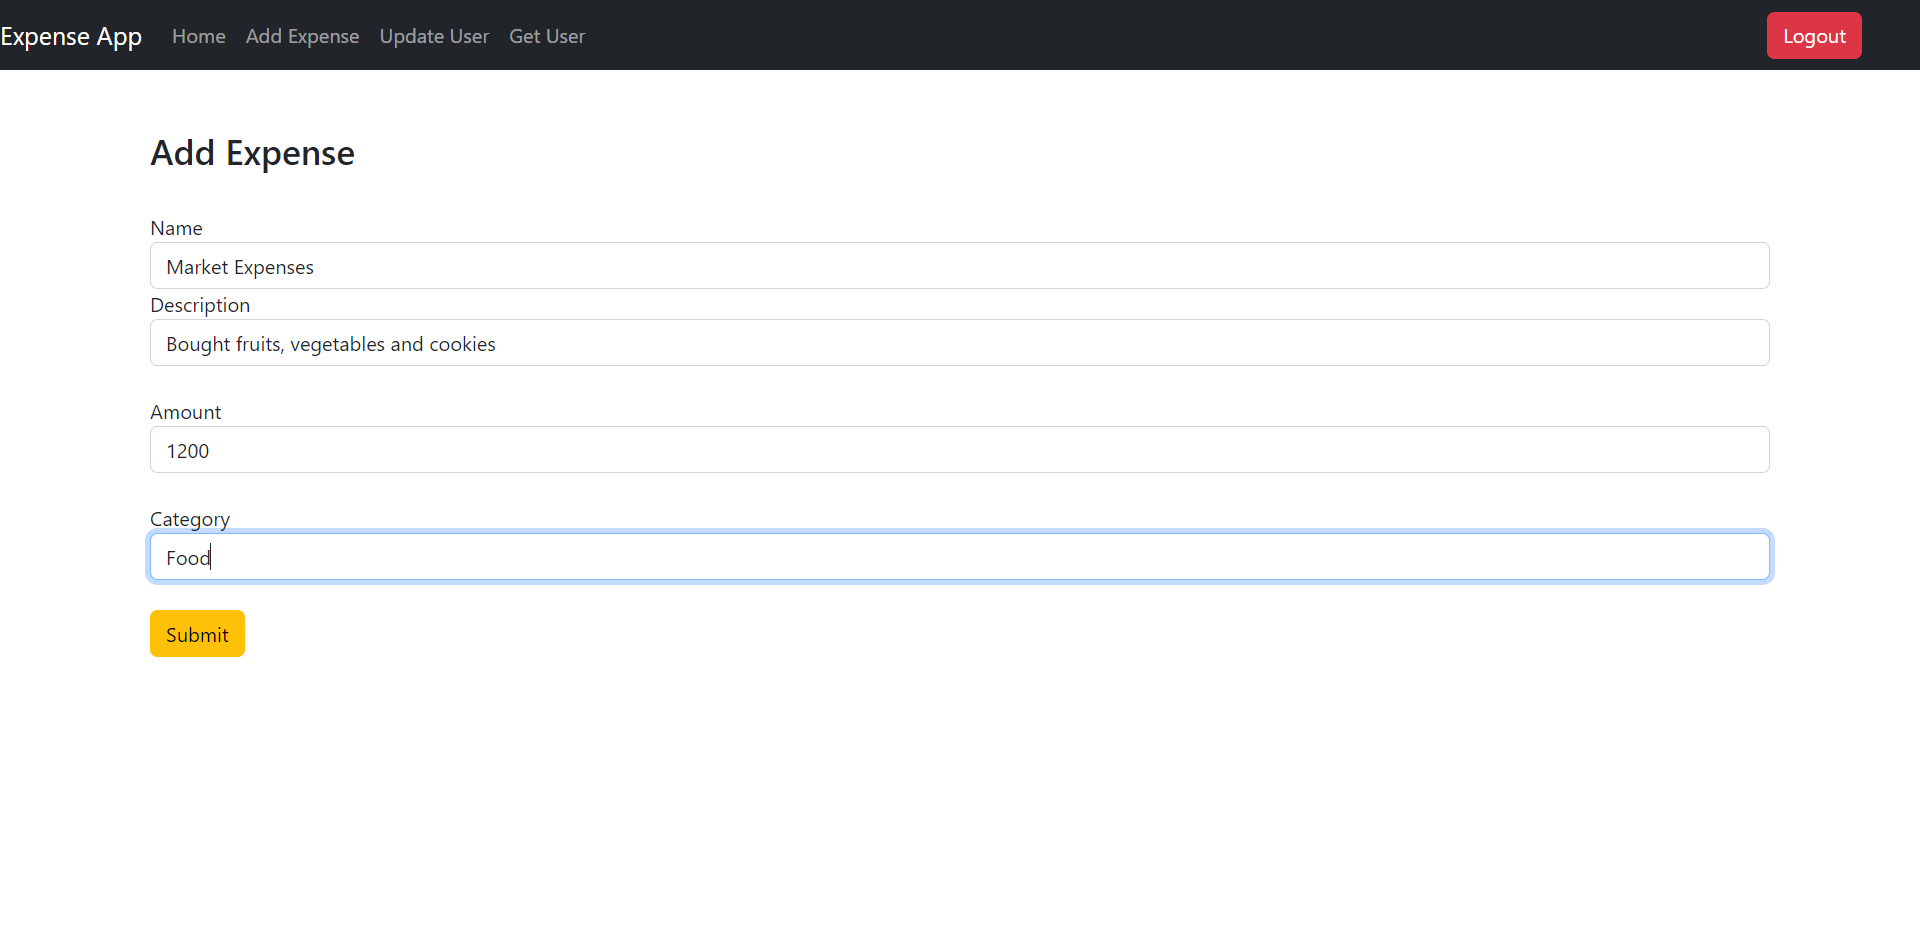 Expense App Home Add Expense Update User Get User Logout
Add Expense
Name
Market Expenses
Description
Bought fruits, vegetables and cookies
Amount
1200
Category
Food
Submit